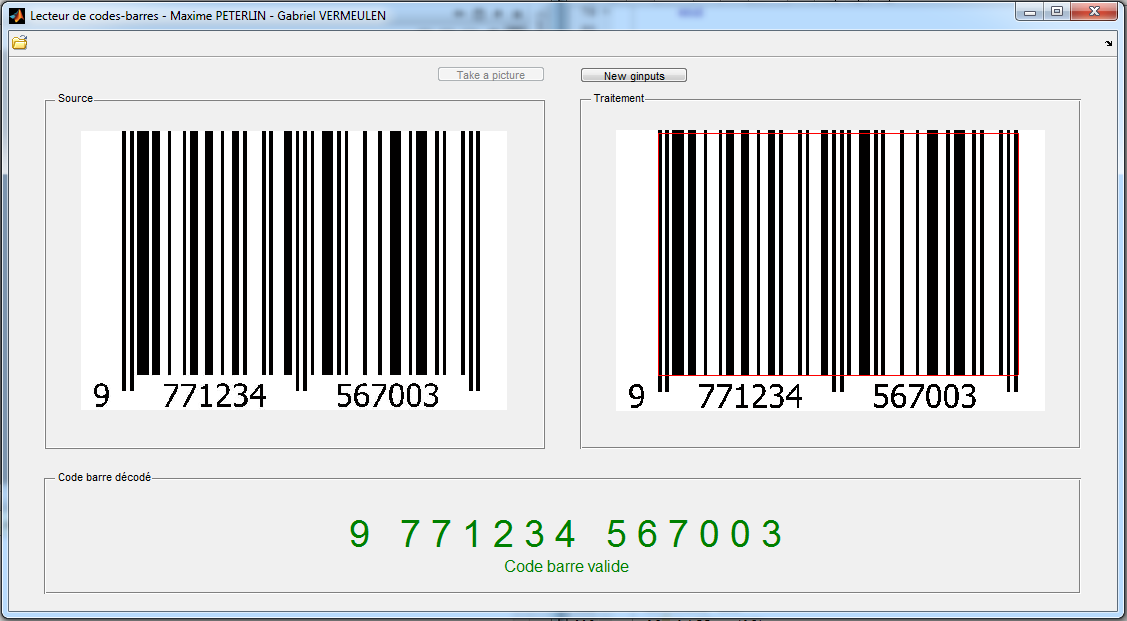 Lecteur de codes-barres - Maxime PETERLIN - Gabriel VERMEULEN
Take a picture
New ginputs
Source
Traitement
9 771234 567003
9 771234 567003
Code barre décodé
9 771234 567003
Code barre valide